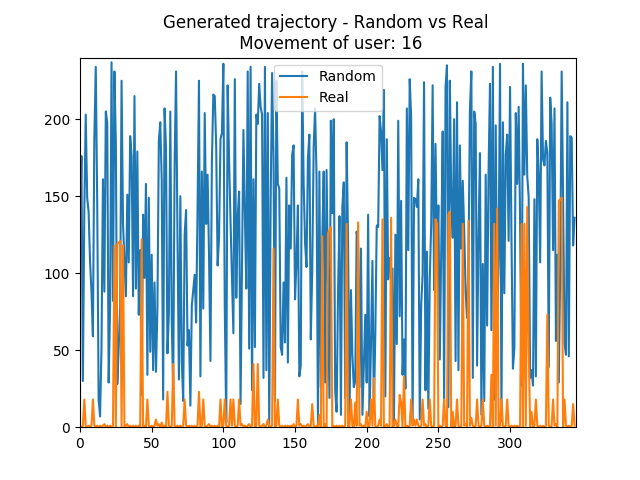 Generated trajectory - Random vs Real
Movement of user: 16
Random
Real
200
150
100
50
0
0 50 100 150 200 250 300